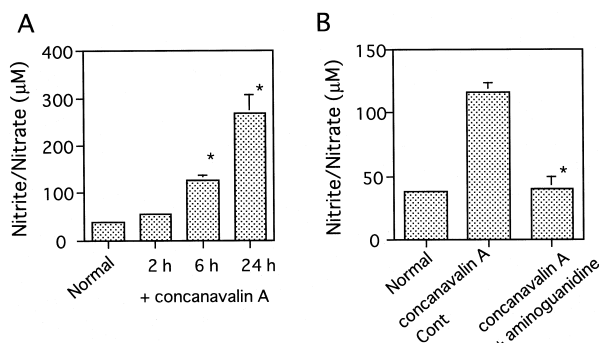 A
Nitrite/Nitrate (μM)
400
300
200
100
0
Normal
2 h
6 h
24 h
+ concanavalin A
*
*
B
Nitrite/Nitrate (μM)
150
100
50
0
Normal
concanavalin A
Cont
concanavalin A
+ aminoguanidine
*